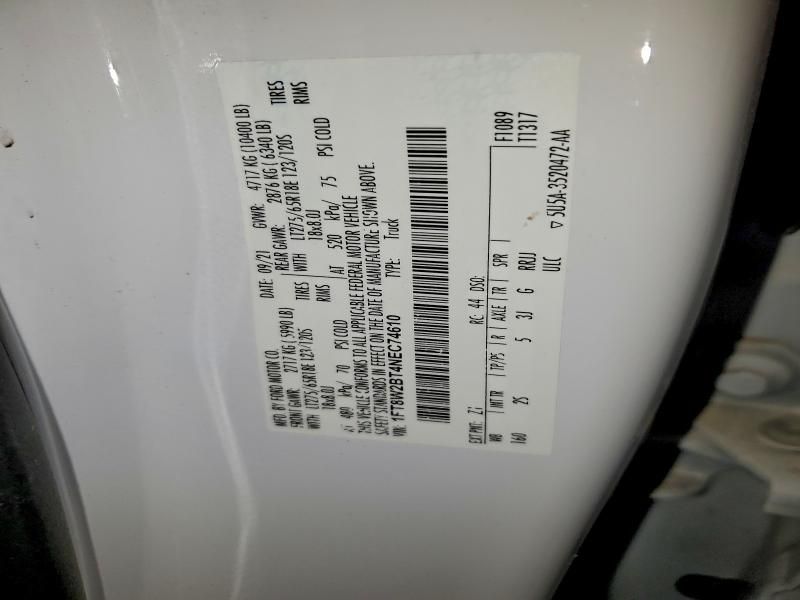 MFD. BY FORD MOTOR CO.
DATE: 09/21 GVWR: 4717 KG (10400 LB)
FRONT GAWR: 2717 KG (5990 LB) REAR GAWR: 2876 KG (6340 LB)
WITH LT275/65R18E 123/120S TIRES WITH LT275/65R18E 123/120S TIRES
18x8.0J RIMS 18x8.0J RIMS
480 kPa/ 70 PSI COLD AT 520 kPa/ 75 PSI COLD
THIS VEHICLE CONFORMS TO ALL APPLICABLE FEDERAL MOTOR VEHICLE
SAFETY STANDARDS IN EFFECT ON THE DATE OF MANUFACTURE SHOWN ABOVE.
VIN: 1FT8W2BT4NEC74610 TYPE: Truck
EXT PNT: Z1 RC: 44 DSO: F1089
WB INT TR TP/PS R AXLE TR SPR T1317
160 2S 5 3J G RRJJ
ULC ▽ 5U5A-3520472-AA